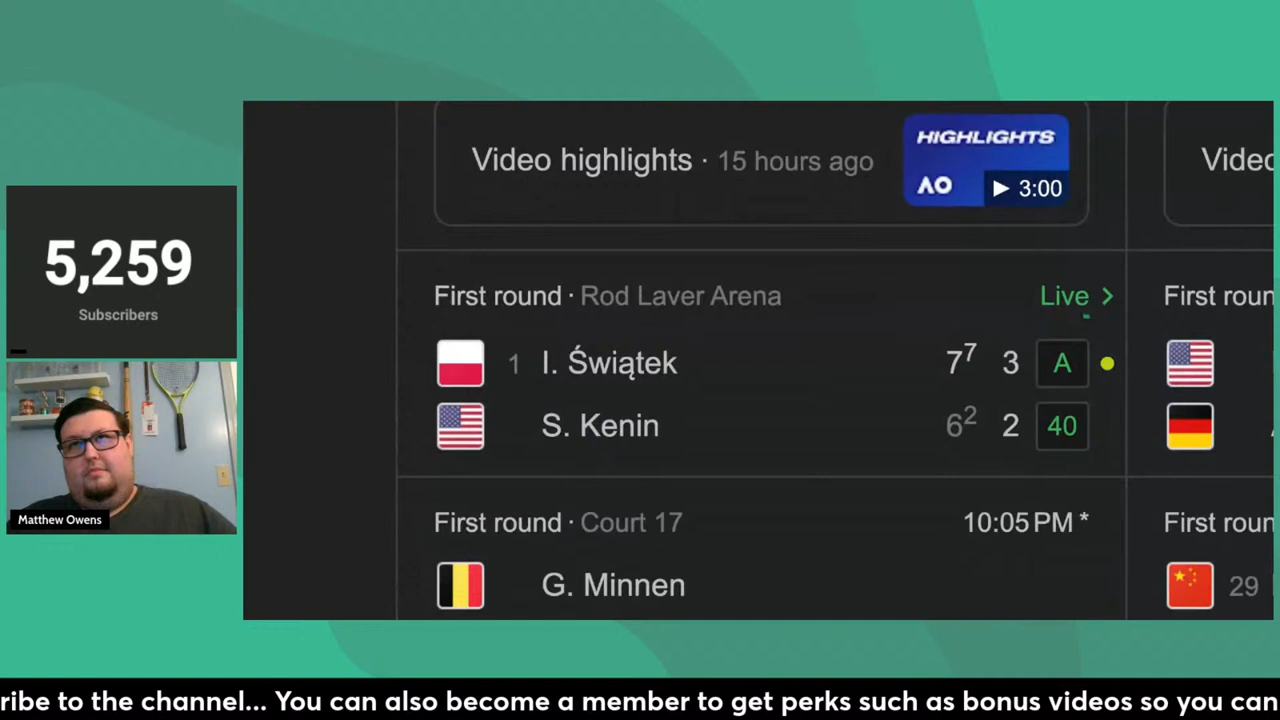 HIGHLIGHTS
Video highlights · 15 hours ago
AO
3:00
Video
5,259
Subscribers
First round · Rod Laver Arena
Live
First roun
1 I. Świątek 7⁷ 3 A
S. Kenin 6² 2 40
Matthew Owens
First round · Court 17
10:05 PM *
First roun
G. Minnen
29
ribe to the channel... You can also become a member to get perks such as bonus videos so you can